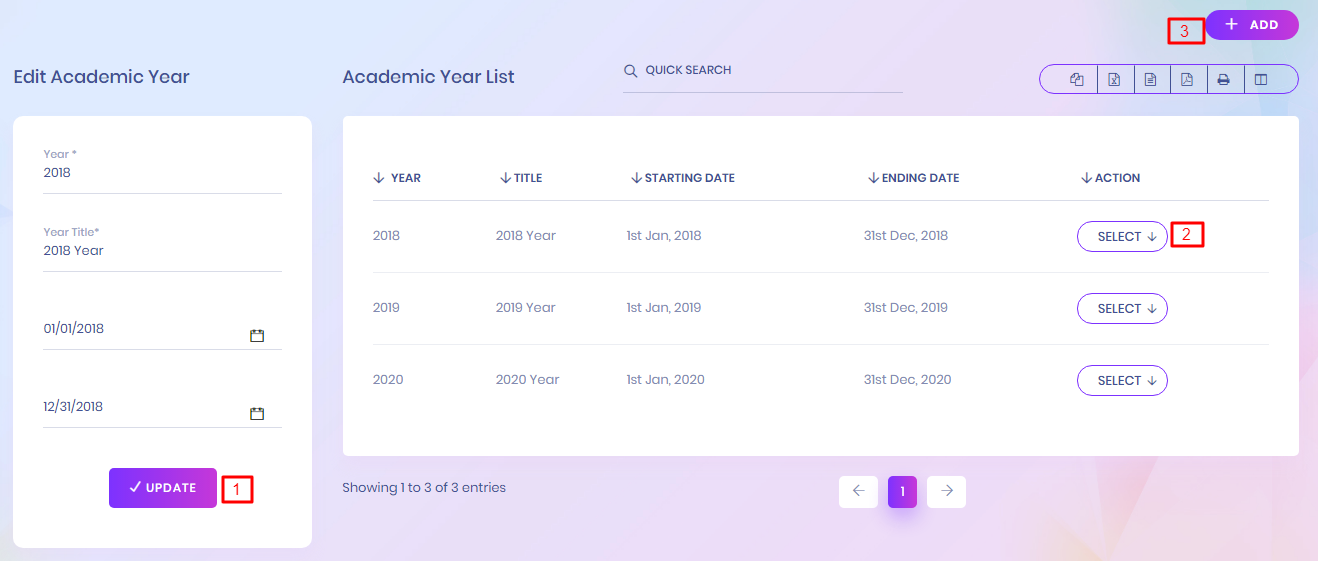 3
+ ADD
Edit Academic Year
Academic Year List
QUICK SEARCH
Year *
2018
Year Title*
2018 Year
01/01/2018
12/31/2018
UPDATE
1
YEAR TITLE STARTING DATE ENDING DATE ACTION
2018 2018 Year 1st Jan, 2018 31st Dec, 2018 SELECT 2
2019 2019 Year 1st Jan, 2019 31st Dec, 2019 SELECT
2020 2020 Year 1st Jan, 2020 31st Dec, 2020 SELECT
Showing 1 to 3 of 3 entries
1